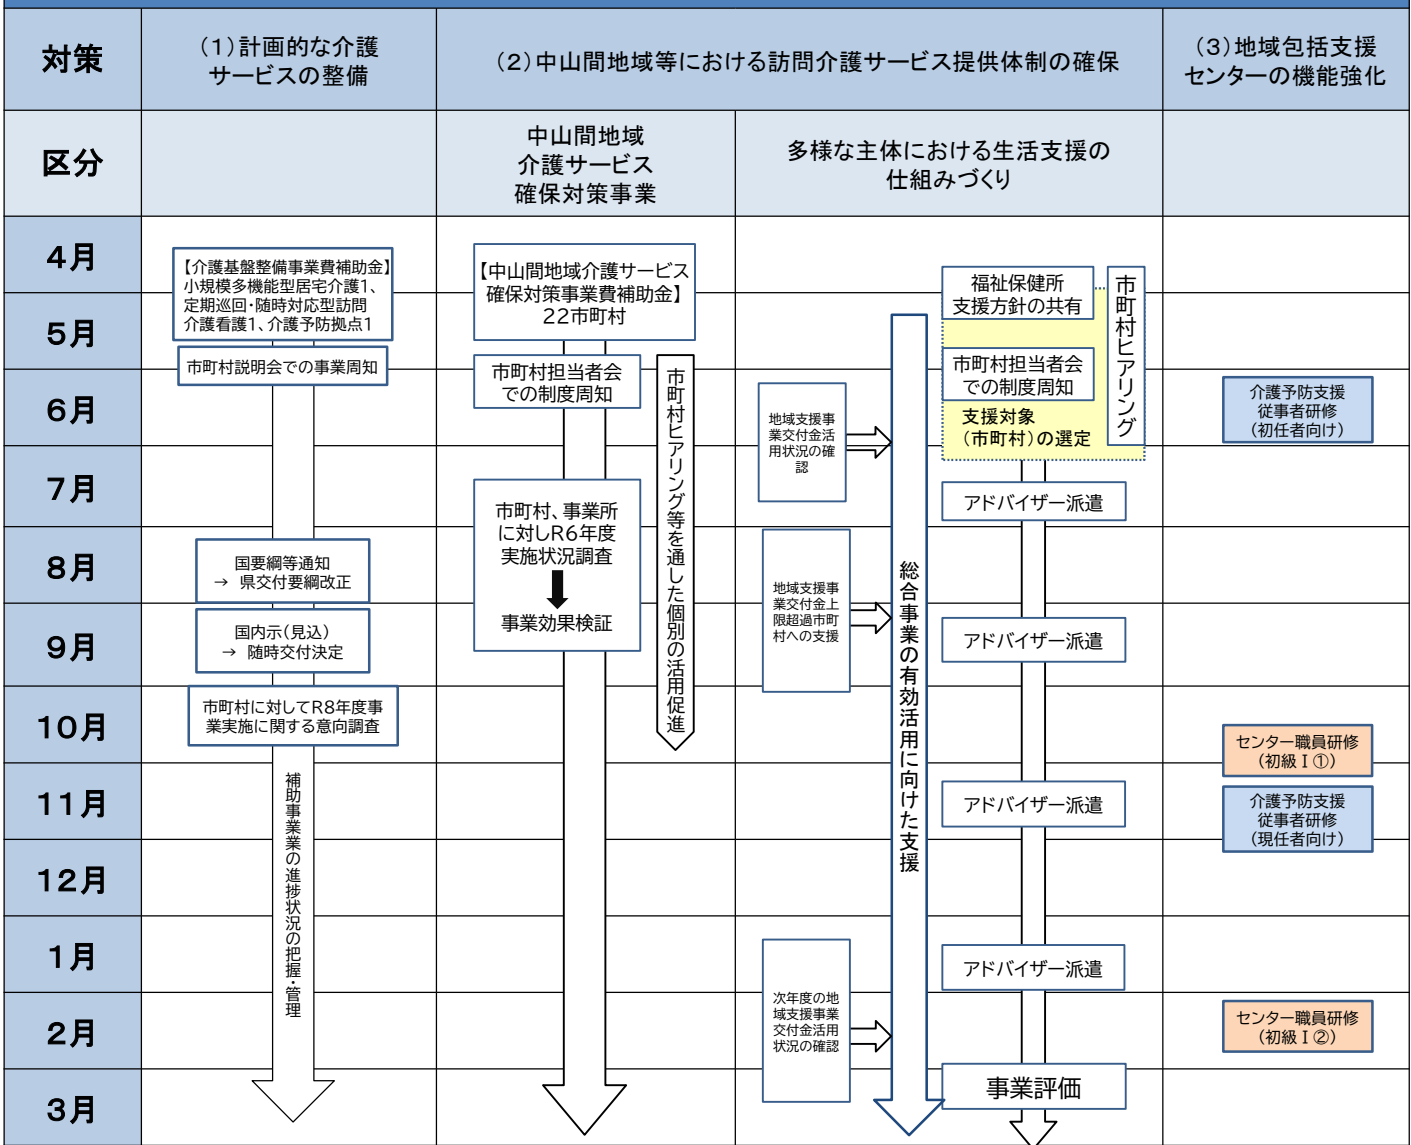 対策
(1)計画的な介護
サービスの整備
(2)中山間地域等における訪問介護サービス提供体制の確保
(3)地域包括支援
センターの機能強化
区分
中山間地域
介護サービス
確保対策事業
多様な主体における生活支援の
仕組みづくり
4月
5月
6月
7月
8月
9月
10月
11月
12月
1月
2月
3月
【介護基盤整備事業費補助金】
小規模多機能型居宅介護1、
定期巡回・随時対応型訪問
介護看護1、介護予防拠点1
市町村説明会での事業周知
国要綱等通知
→ 県交付要綱改正
国内示(見込)
→ 随時交付決定
市町村に対してR8年度事
業実施に関する意向調査
補助事業業の進捗状況の把握・管理
【中山間地域介護サービス
確保対策事業費補助金】
22市町村
市町村担当者会
での制度周知
市町村、事業所
に対しR6年度
実施状況調査
事業効果検証
市町村ヒアリング等を通した個別の活用促進
地域支援事
業交付金活
用状況の確
認
地域支援事
業交付金上
限超過市町
村への支援
次年度の地
域支援事業
交付金活用
状況の確認
総合事業の有効活用に向けた支援
福祉保健所
支援方針の共有
市町村担当者会
での制度周知
支援対象
(市町村)の選定
市町村ヒアリング
アドバイザー派遣
アドバイザー派遣
アドバイザー派遣
アドバイザー派遣
事業評価
介護予防支援
従事者研修
(初任者向け)
センター職員研修
(初級Ⅰ①)
介護予防支援
従事者研修
(現任者向け)
センター職員研修
(初級Ⅰ②)